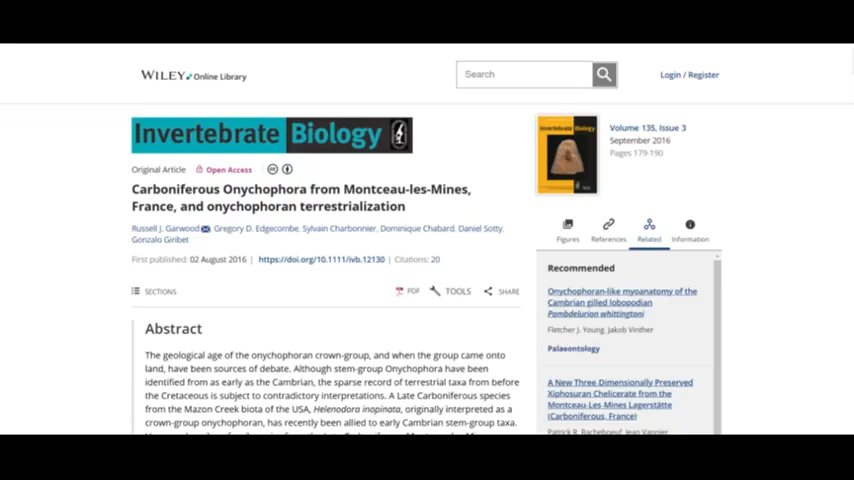 WILEY Online Library
Search
Login / Register
Invertebrate Biology
Original Article Open Access
Carboniferous Onychophora from Montceau-les-Mines,
France, and onychophoran terrestrialization
Russell J. Garwood Gregory D. Edgecombe, Sylvain Charbonnier, Dominique Chabard, Daniel Sotty,
Gonzalo Giribet
First published: 02 August 2016 | https://doi.org/10.1111/ivb.12130 | Citations: 20
SECTIONS
PDF
TOOLS
SHARE
Abstract
The geological age of the onychophoran crown-group, and when the group came onto
land, have been sources of debate. Although stem-group Onychophora have been
identified from as early as the Cambrian, the sparse record of terrestrial taxa from before
the Cretaceous is subject to contradictory interpretations. A Late Carboniferous species
from the Mazon Creek biota of the USA, Helenodora inopinata, originally interpreted as a
crown-group onychophoran, has recently been allied to early Cambrian stem-group taxa.
Invertebrate Biology
Volume 135, Issue 3
September 2016
Pages 179-190
Figures
References
Related
Information
Recommended
Onychophoran-like myoanatomy of the
Cambrian gilled lobopodian
Pambdelurion whittingtoni
Fletcher J. Young, Jakob Vinther
Palaeontology
A New Three-Dimensionally Preserved
Xiphosuran Chelicerate from the
Montceau-Les-Mines Lagerstätte
(Carboniferous, France)
Patrick R. Racheboeuf, Jean Vannier,